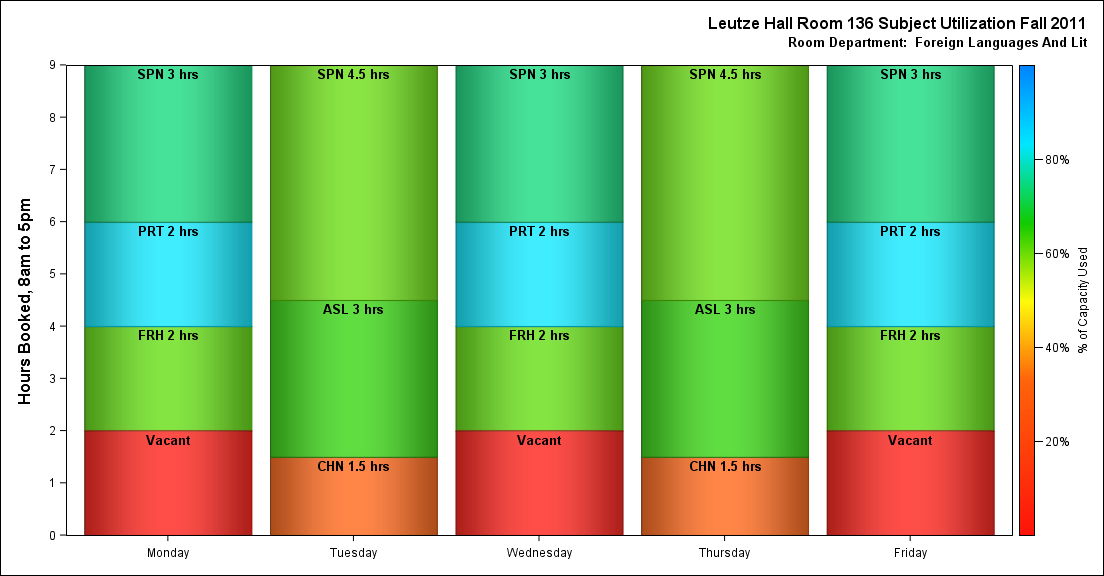 Leutze Hall Room 136 Subject Utilization Fall 2011
Room Department: Foreign Languages And Lit
Hours Booked, 8am to 5pm
9
8
7
6
5
4
3
2
1
0
SPN 3 hrs
PRT 2 hrs
FRH 2 hrs
Vacant
Monday
SPN 4.5 hrs
ASL 3 hrs
CHN 1.5 hrs
Tuesday
SPN 3 hrs
PRT 2 hrs
FRH 2 hrs
Vacant
Wednesday
SPN 4.5 hrs
ASL 3 hrs
CHN 1.5 hrs
Thursday
SPN 3 hrs
PRT 2 hrs
FRH 2 hrs
Vacant
Friday
80%
60%
40%
20%
% of Capacity Used